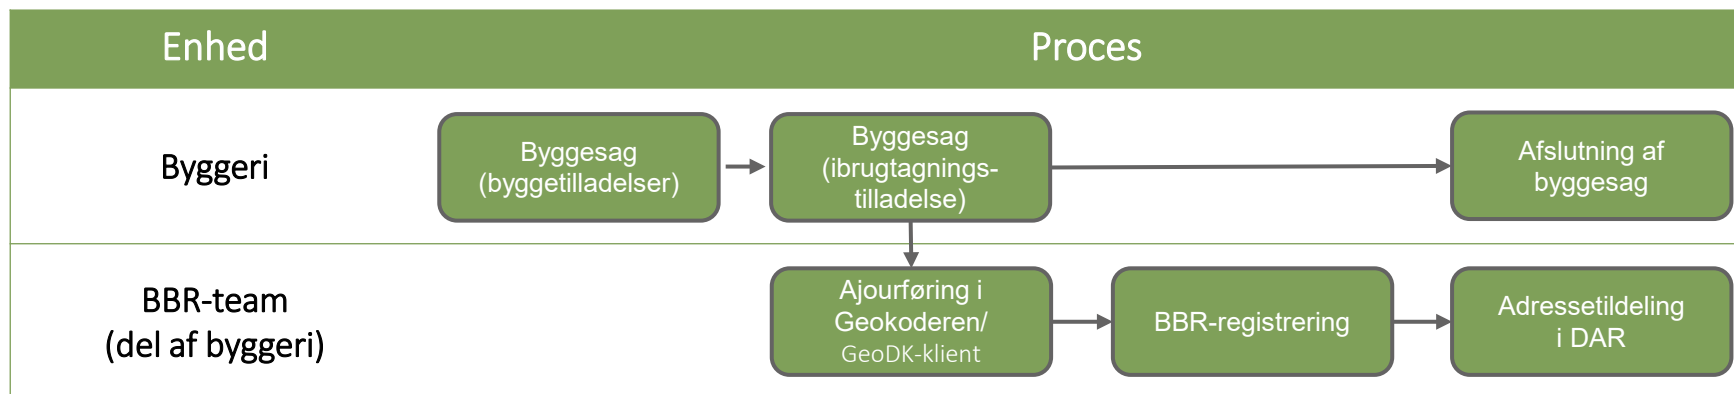 Enhed
Proces
Byggeri
Byggesag
(byggetilladelser)
Byggesag
(ibrugtagnings-
tilladelse)
Afslutning af
byggesag
BBR-team
(del af byggeri)
Ajourføring i
Geokoderen/
GeoDK-klient
BBR-registrering
Adressetildeling
i DAR